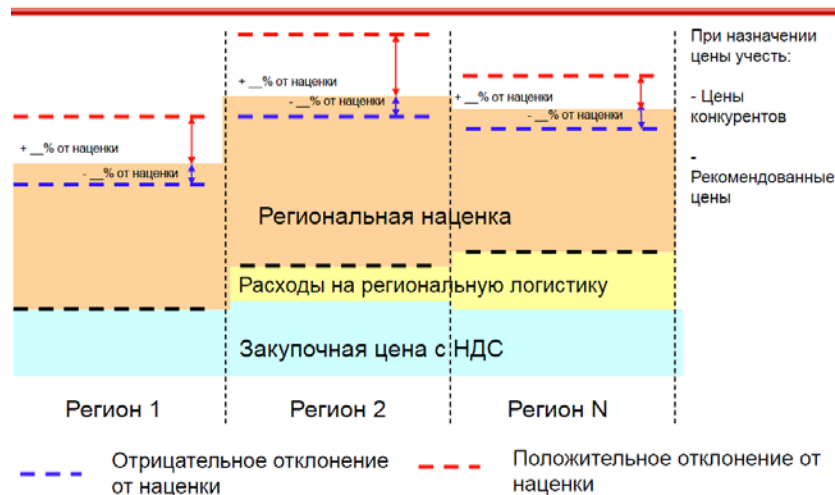 При назначении
цены учесть:
- Цены
конкурентов
-
Рекомендованные
цены
+ __% от наценки
- __% от наценки
+ __% от наценки
- __% от наценки
+ __% от наценки
- __% от наценки
Региональная наценка
Расходы на региональную логистику
Закупочная цена с НДС
Регион 1
Регион 2
Регион N
Отрицательное отклонение
от наценки
Положительное отклонение от
наценки